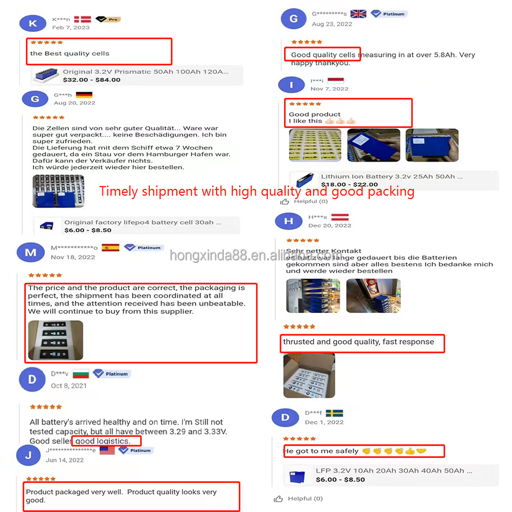 K
K***n Pro
Feb 7, 2023
the Best quality cells
Original 3.2V Prismatic 50Ah 100Ah 120A...
$32.00 - $84.00
G
G***h
Aug 20, 2022
Die Zellen sind von sehr guter Qualität... Ware war
super gut verpackt.... keine Beschädigungen. Ich bin
super zufrieden.
Die Lieferung hat mit dem Schiff etwa 7 Wochen
gedauert, da ein Stau vor dem Hamburger Hafen war.
Dafür kann der Verkäufer nichts.
Ich würde jederzeit wieder hier bestellen.
Timely shipment with high quality and good packing
Original factory lifepo4 battery cell 30ah ...
$6.00 - $8.50
M
M***********o Platinum
Nov 18, 2022
The price and the product are correct, the packaging is
perfect, the shipment has been coordinated at all
times, and the attention received has been unbeatable.
We will continue to buy from this supplier.
D
D***v Platinum
Oct 8, 2021
All battery's arrived healthy and on time. I'm Still not
tested capacity, but all have between 3.29 and 3.33V.
Good seller good logistics.
J
J***************e Platinum
Jun 14, 2022
Product packaged very well. Product quality looks very
good.
G
G*********s Platinum
Aug 23, 2022
Good quality cells measuring in at over 5.8Ah. Very
happy thankyou.
I
I***i
Nov 7, 2022
Good product
I like this 👍🏻👍🏻👍🏻
Lithium Ion Battery 3.2V 25Ah 50Ah ...
$18.00 - $22.00
Helpful (0)
H
H***s
Dec 20, 2022
hongxinda88.en.alibaba.com
Sehr netter Kontakt
lange gedauert bis die Batterien
gekommen sind aber alles bestens Ich bedanke mich
und werde wieder bestellen
thrusted and good quality, fast response
D
D***f
Dec 1, 2022
He got to me safely
LFP 3.2V 10Ah 20Ah 30Ah 40Ah 50Ah ...
$6.00 - $8.50
Helpful (0)